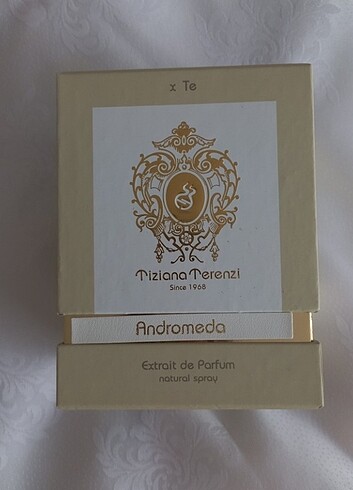 x Te
Tiziana Terenzi
Since 1968
Andromeda
Extrait de Parfum
natural spray